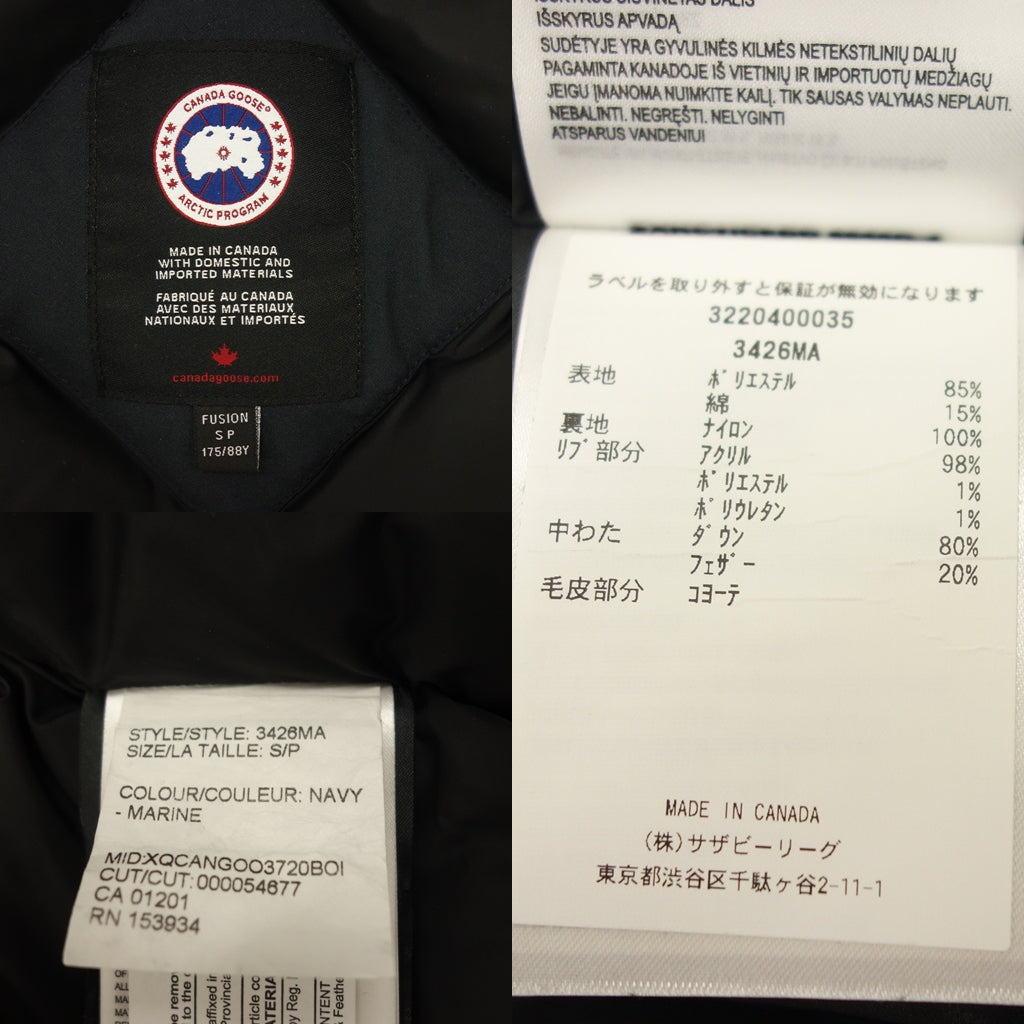 CANADA GOOSE®
ARCTIC PROGRAM
MADE IN CANADA
WITH DOMESTIC AND
IMPORTED MATERIALS
FABRIQUÉ AU CANADA
AVEC DES MATERIAUX
NATIONAUX ET IMPORTÉS
canadagoose.com
FUSION
S P
175/88Y
IŠSKYRUS APVADĄ
SUDĖTYJE YRA GYVULINĖS KILMĖS NETEKSTILINIŲ DALIŲ
PAGAMINTA KANADOJE IŠ VIETINIŲ IR IMPORTUOTŲ MEDŽIAGŲ
JEIGU ĮMANOMA NUIMKITE KAILĮ. TIK SAUSAS VALYMAS NEPLAUTI.
NEBALINTI. NEGRĘŠTI. NELYGINTI
ATSPARUS VANDENIUI
ラベルを取り外すと保証が無効になります
3220400035
3426MA
表地 ポリエステル 85%
綿 15%
裏地 ナイロン 100%
リブ部分 アクリル 98%
ポリエステル 1%
ポリウレタン 1%
中わた ダウン 80%
フェザー 20%
毛皮部分 コヨーテ
MADE IN CANADA
(株)サザビーリーグ
東京都渋谷区千駄ヶ谷2-11-1
STYLE/STYLE: 3426MA
SIZE/LA TAILLE: S/P
COLOUR/COULEUR: NAVY
- MARINE
MID:XQCANGOO3720BOI
CUT/CUT: 000054677
CA 01201
RN 153934